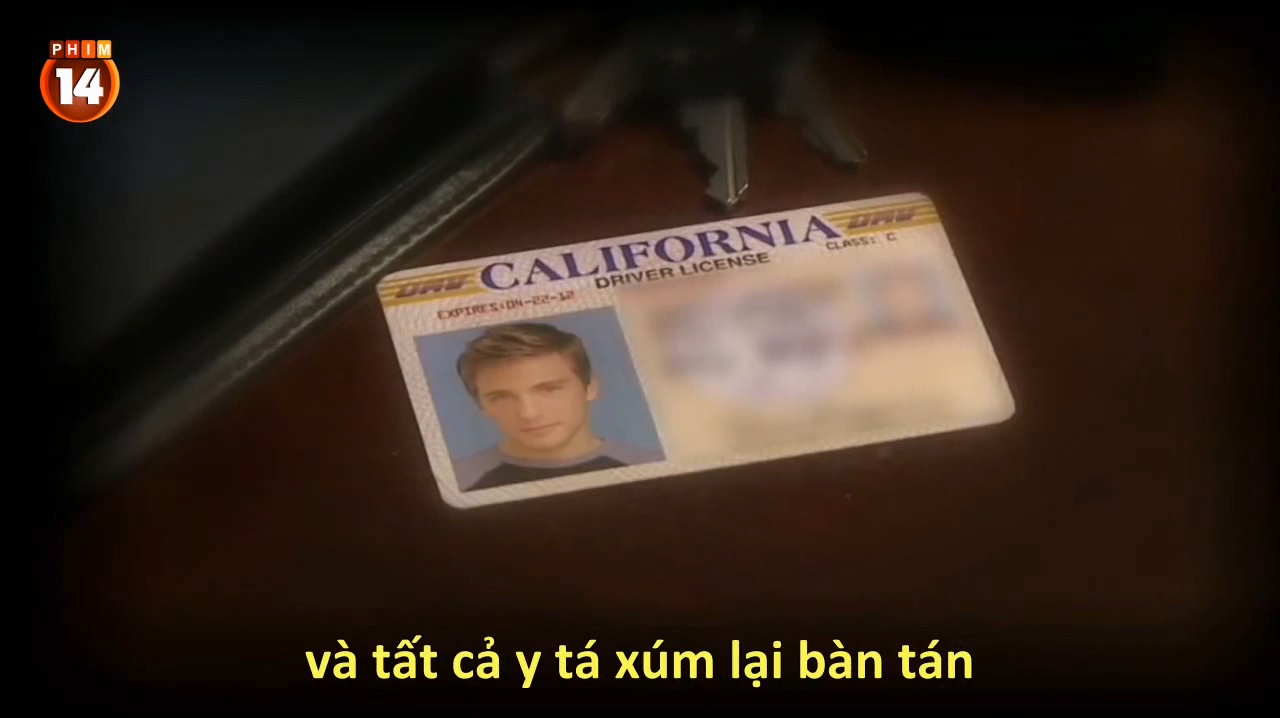 PHIM
14
DMV CALIFORNIA DMV
DRIVER LICENSE CLASS: C
EXPIRES:04-22-12
và tất cả y tá xúm lại bàn tán